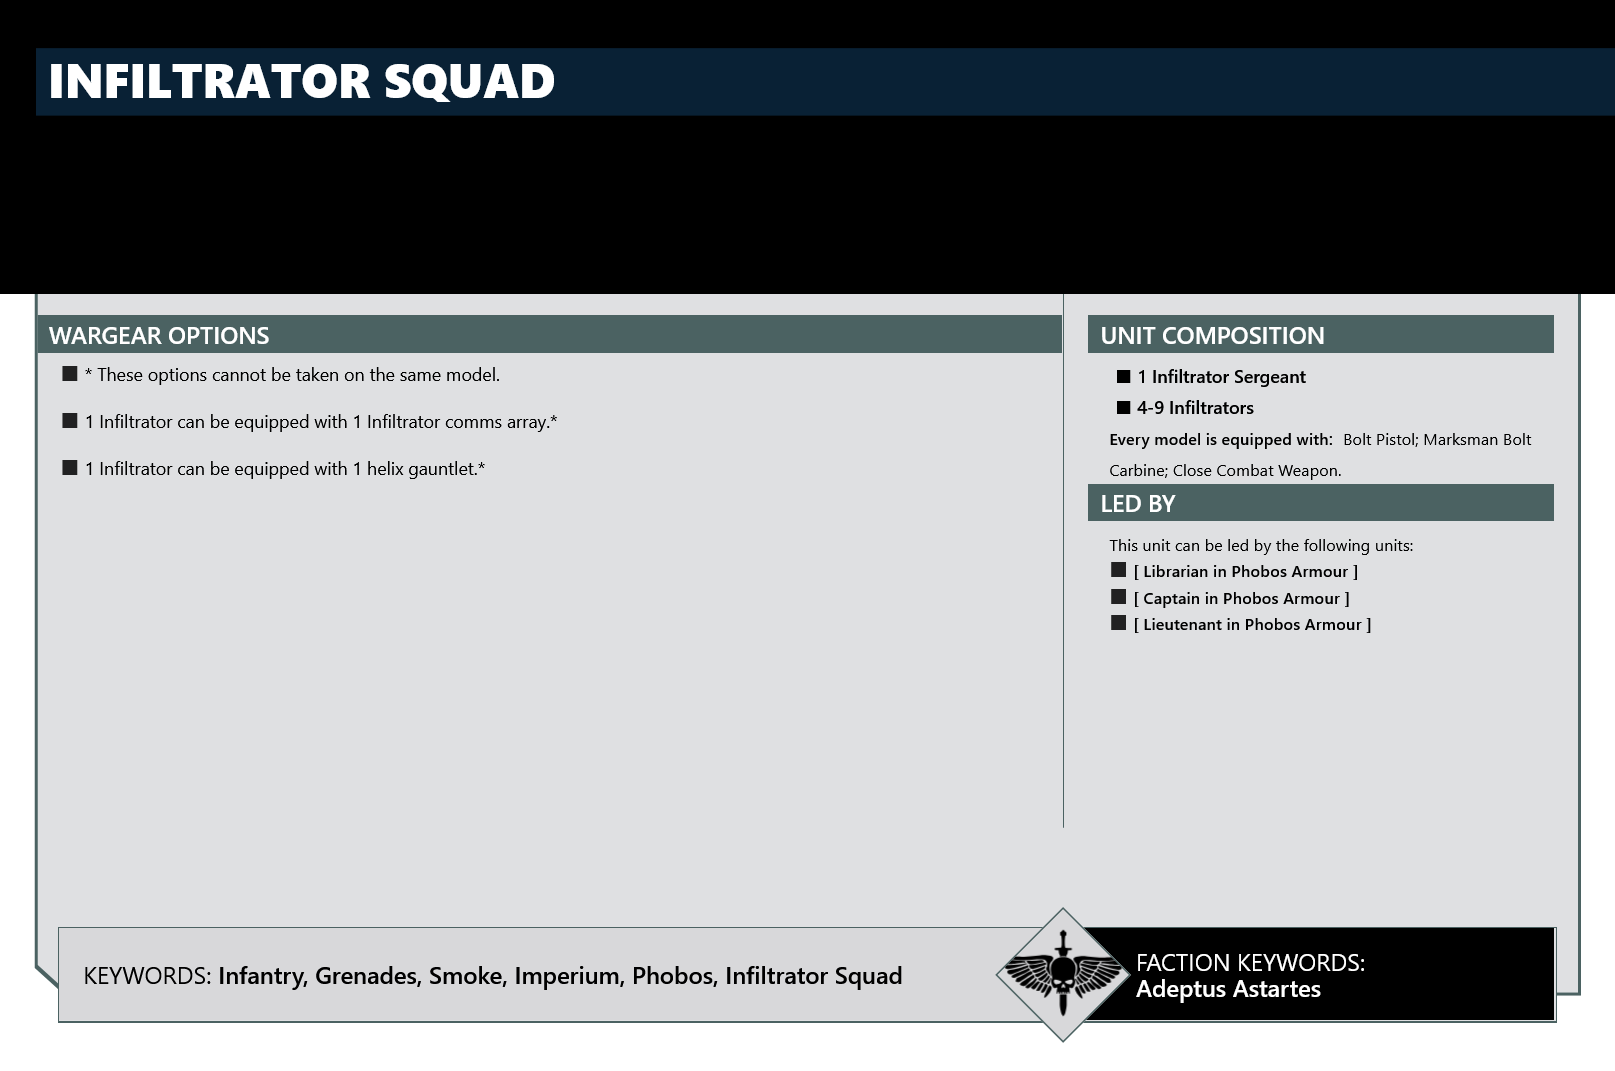 INFILTRATOR SQUAD
WARGEAR OPTIONS
* These options cannot be taken on the same model.
1 Infiltrator can be equipped with 1 Infiltrator comms array.*
1 Infiltrator can be equipped with 1 helix gauntlet.*
UNIT COMPOSITION
1 Infiltrator Sergeant
4-9 Infiltrators
Every model is equipped with: Bolt Pistol; Marksman Bolt
Carbine; Close Combat Weapon.
LED BY
This unit can be led by the following units:
[ Librarian in Phobos Armour ]
[ Captain in Phobos Armour ]
[ Lieutenant in Phobos Armour ]
KEYWORDS: Infantry, Grenades, Smoke, Imperium, Phobos, Infiltrator Squad
FACTION KEYWORDS:
Adeptus Astartes